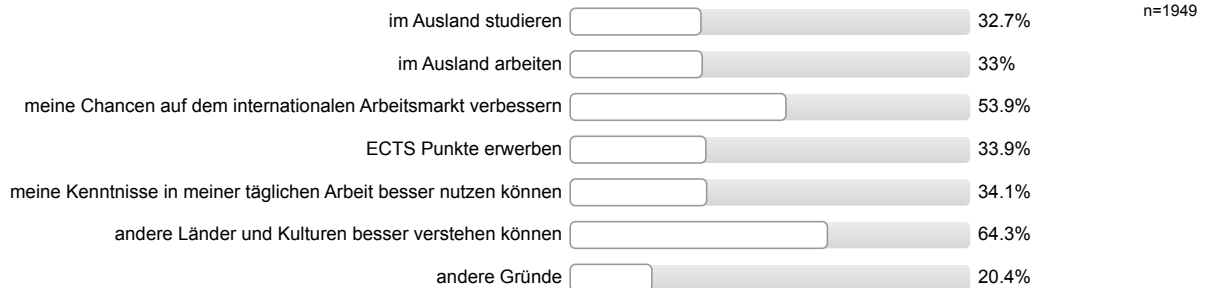 im Ausland studieren 32.7% n=1949
im Ausland arbeiten 33%
meine Chancen auf dem internationalen Arbeitsmarkt verbessern 53.9%
ECTS Punkte erwerben 33.9%
meine Kenntnisse in meiner täglichen Arbeit besser nutzen können 34.1%
andere Länder und Kulturen besser verstehen können 64.3%
andere Gründe 20.4%